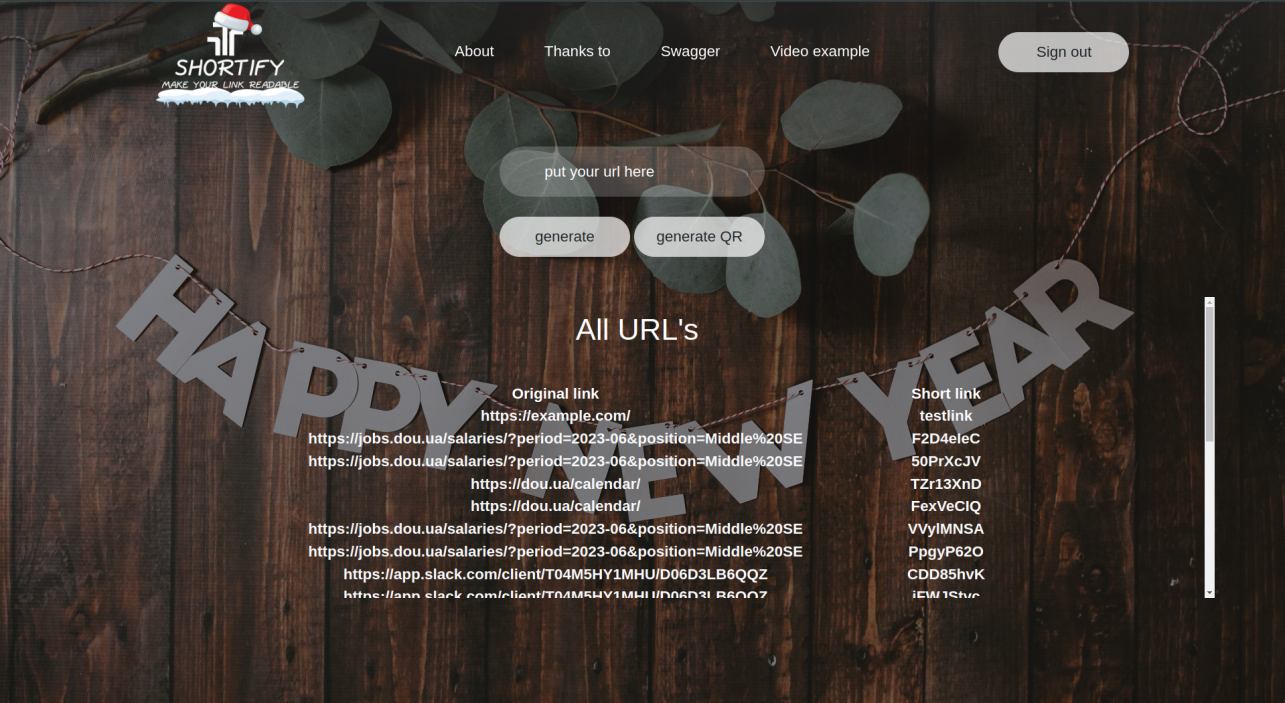 SHORTIFY
MAKE YOUR LINK READABLE
About Thanks to Swagger Video example Sign out
put your url here
generate generate QR
HAPPY NEW YEAR
All URL's
Original link Short link
https://example.com/ testlink
https://jobs.dou.ua/salaries/?period=2023-06&position=Middle%20SE F2D4eleC
https://jobs.dou.ua/salaries/?period=2023-06&position=Middle%20SE 50PrXcJV
https://dou.ua/calendar/ TZr13XnD
https://dou.ua/calendar/ FexVeCIQ
https://jobs.dou.ua/salaries/?period=2023-06&position=Middle%20SE VVylMNSA
https://jobs.dou.ua/salaries/?period=2023-06&position=Middle%20SE PpgyP62O
https://app.slack.com/client/T04M5HY1MHU/D06D3LB6QQZ CDD85hvK
https://app.slack.com/client/T04M5HY1MHU/D06D3LB6QQZ